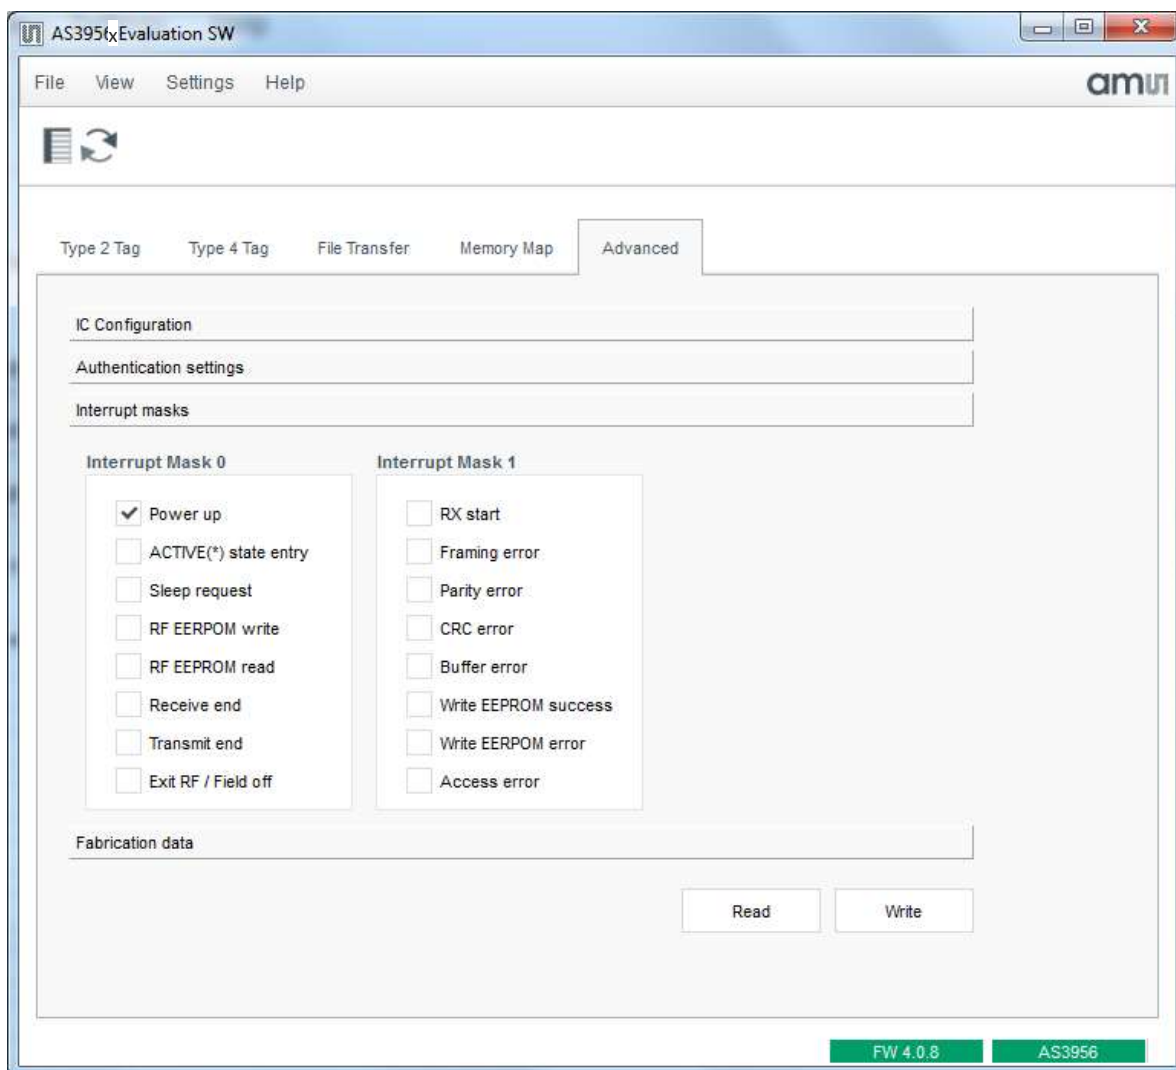 AS3956x Evaluation SW
File View Settings Help
amu
Type 2 Tag Type 4 Tag File Transfer Memory Map Advanced
IC Configuration
Authentication settings
Interrupt masks
Interrupt Mask 0 Interrupt Mask 1
Power up RX start
ACTIVE(*) state entry Framing error
Sleep request Parity error
RF EERPOM write CRC error
RF EEPROM read Buffer error
Receive end Write EEPROM success
Transmit end Write EERPOM error
Exit RF / Field off Access error
Fabrication data
Read Write
FW 4.0.8 AS3956